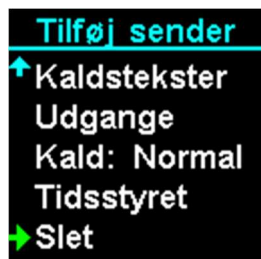 Tilføj sender
Kaldstekster
Udgange
Kald: Normal
Tidsstyret
Slet